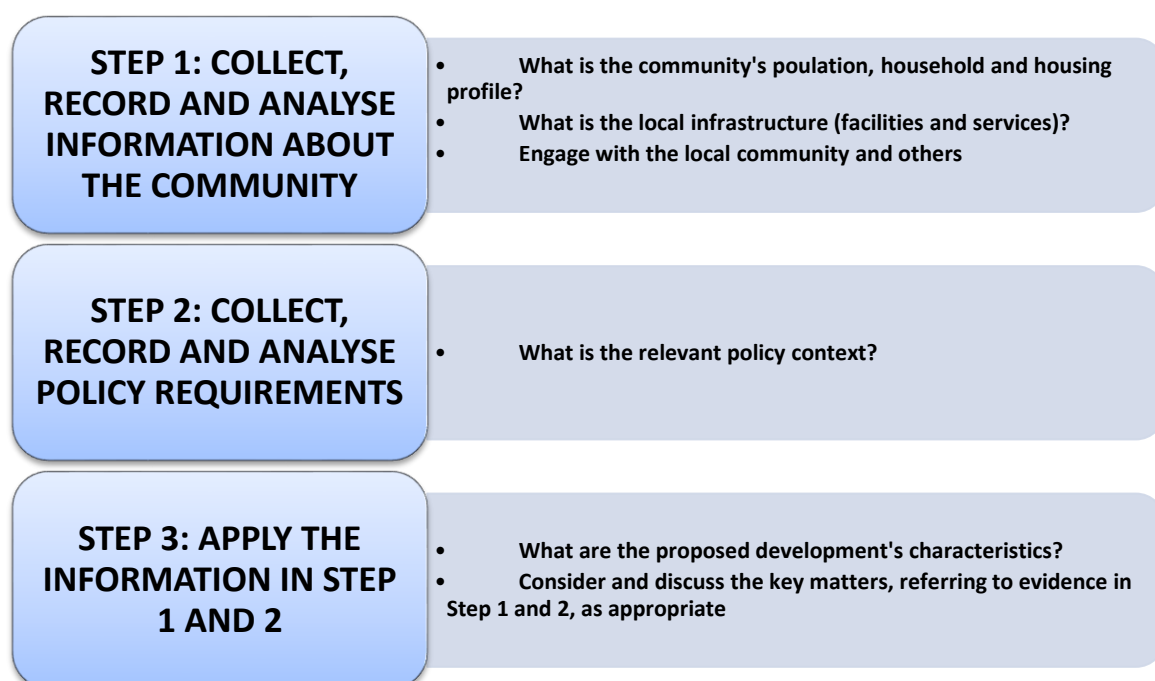 STEP 1: COLLECT,
RECORD AND ANALYSE
INFORMATION ABOUT
THE COMMUNITY
• What is the community's poulation, household and housing
profile?
• What is the local infrastructure (facilities and services)?
• Engage with the local community and others
STEP 2: COLLECT,
RECORD AND ANALYSE
POLICY REQUIREMENTS
• What is the relevant policy context?
STEP 3: APPLY THE
INFORMATION IN STEP
1 AND 2
• What are the proposed development's characteristics?
• Consider and discuss the key matters, referring to evidence in
Step 1 and 2, as appropriate